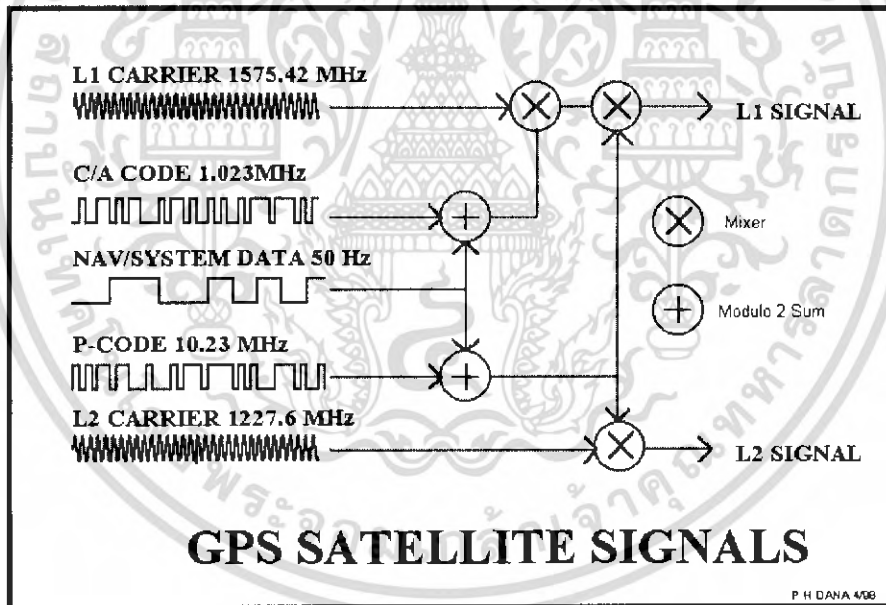 L1 CARRIER 1575.42 MHz
L1 SIGNAL
C/A CODE 1.023MHz
Mixer
NAV/SYSTEM DATA 50 Hz
Modulo 2 Sum
P-CODE 10.23 MHz
L2 CARRIER 1227.6 MHz
L2 SIGNAL
GPS SATELLITE SIGNALS
P H DANA 4/98